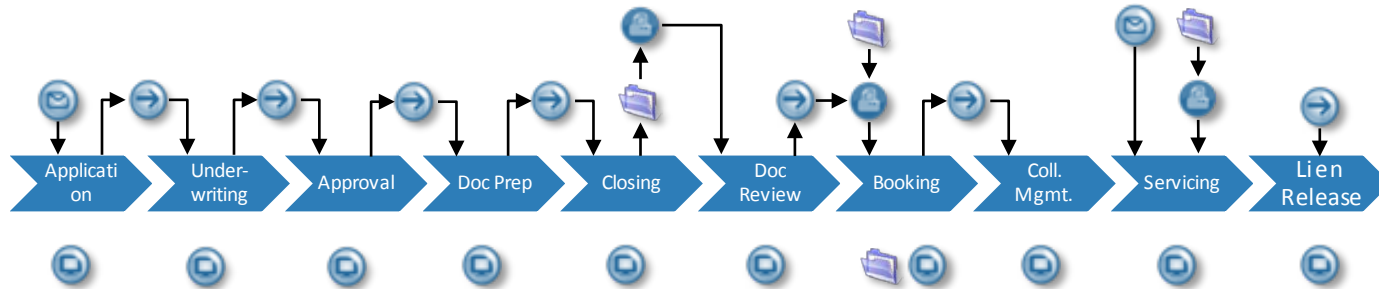 Applicati
on
Under-
writing
Approval
Doc Prep
Closing
Doc
Review
Booking
Coll.
Mgmt.
Servicing
Lien
Release